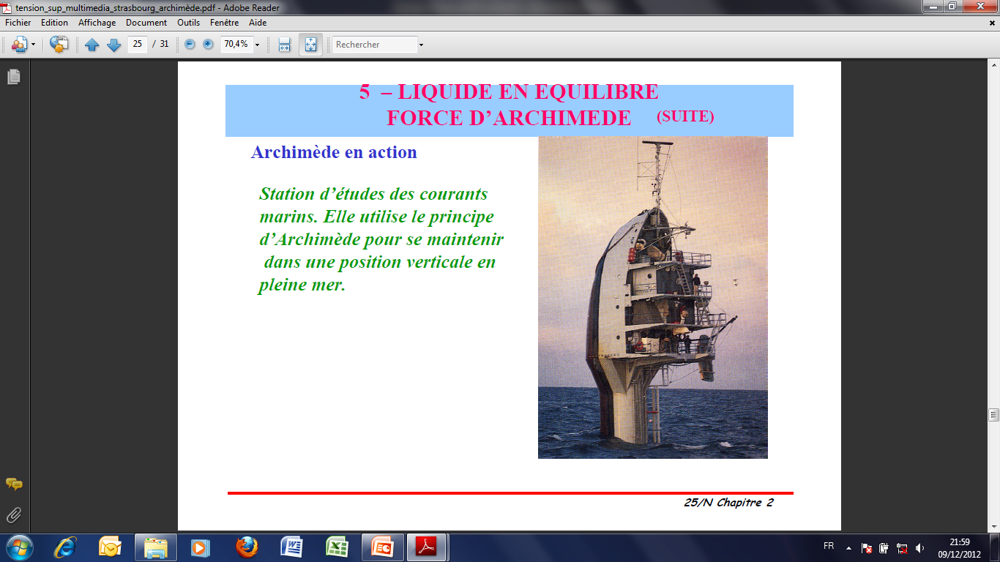 tension_sup_multimedia_strasbourg_archimède.pdf - Adobe Reader
Fichier Edition Affichage Document Outils Fenêtre Aide
25 / 31 70,4% Rechercher
5 – LIQUIDE EN EQUILIBRE
FORCE D’ARCHIMEDE (SUITE)
Archimède en action
Station d’études des courants
marins. Elle utilise le principe
d’Archimède pour se maintenir
dans une position verticale en
pleine mer.
25/N Chapitre 2
FR
21:59
09/12/2012